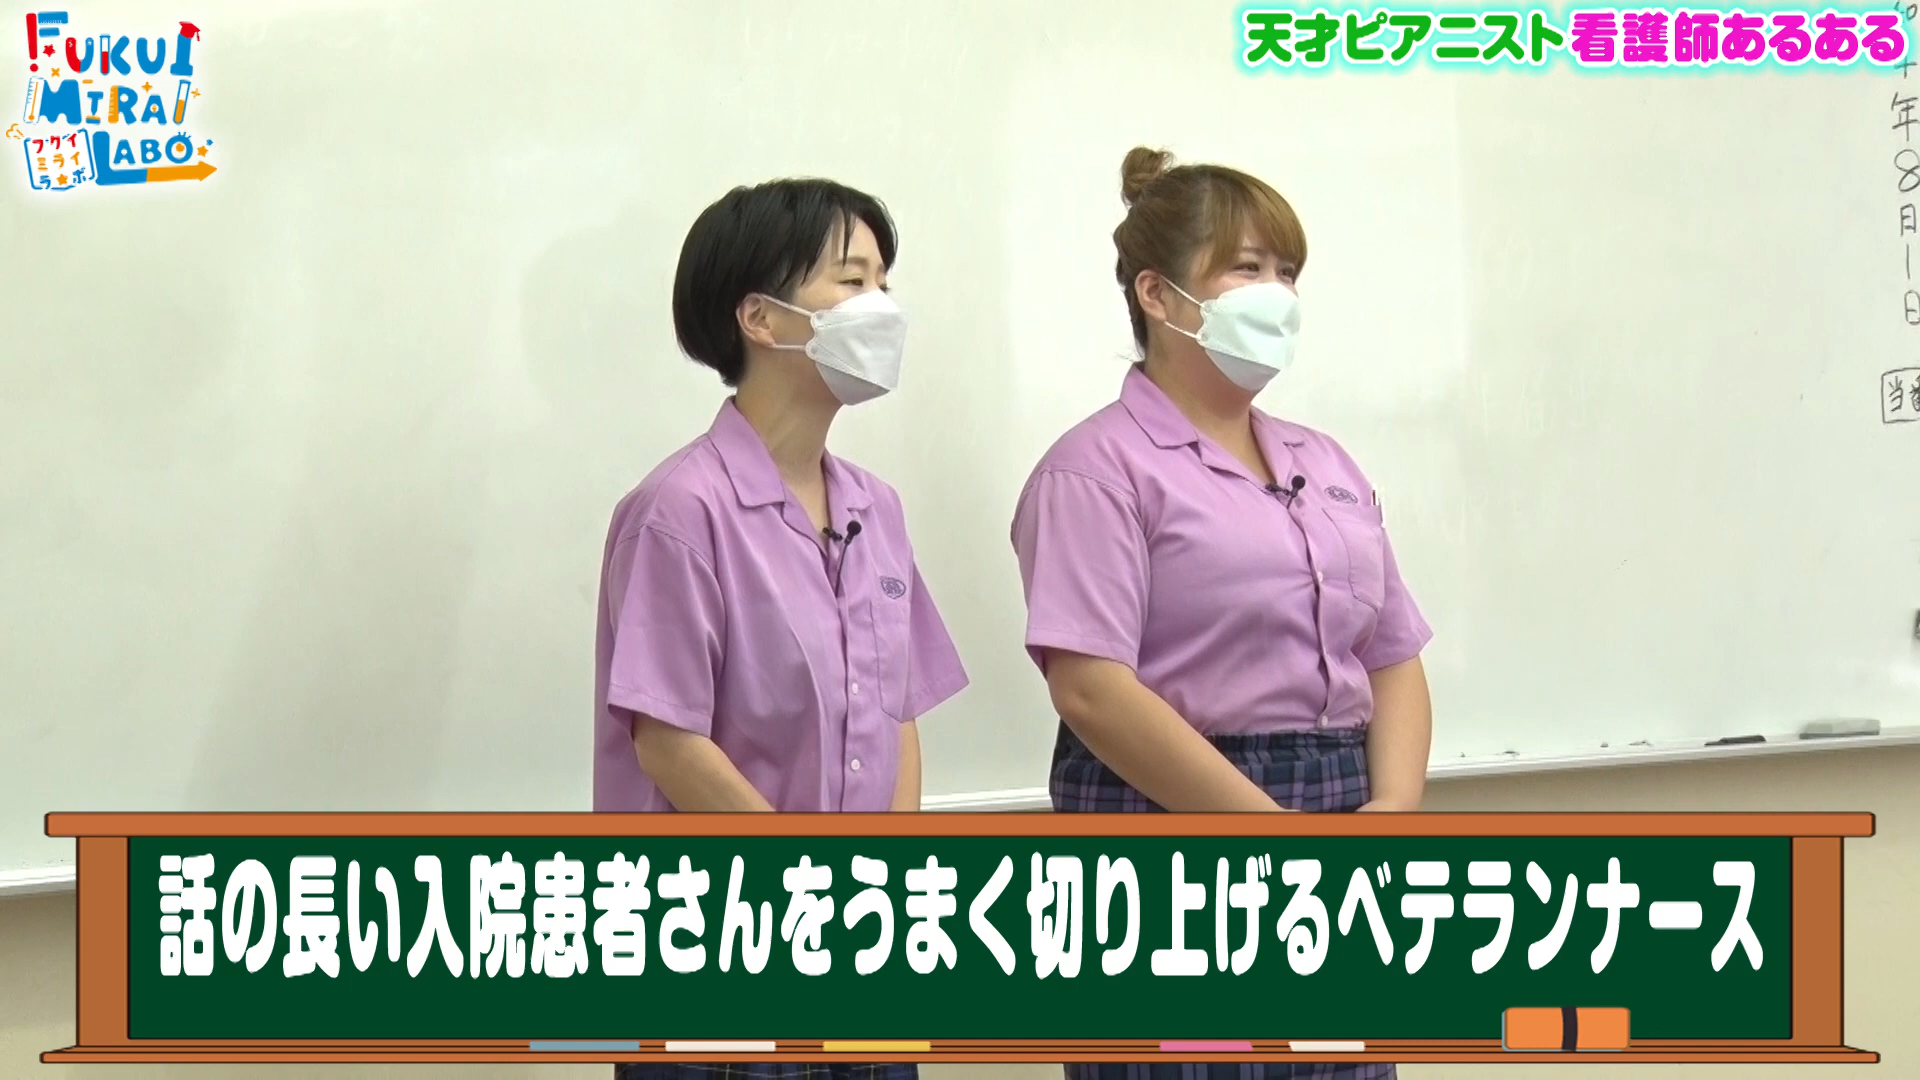 FUKUI
MIRAI
LABO
フクイ
ミライ
ラボ
天才ピアニスト看護師あるある
年8月1日
当番
話の長い入院患者さんをうまく切り上げるベテランナース